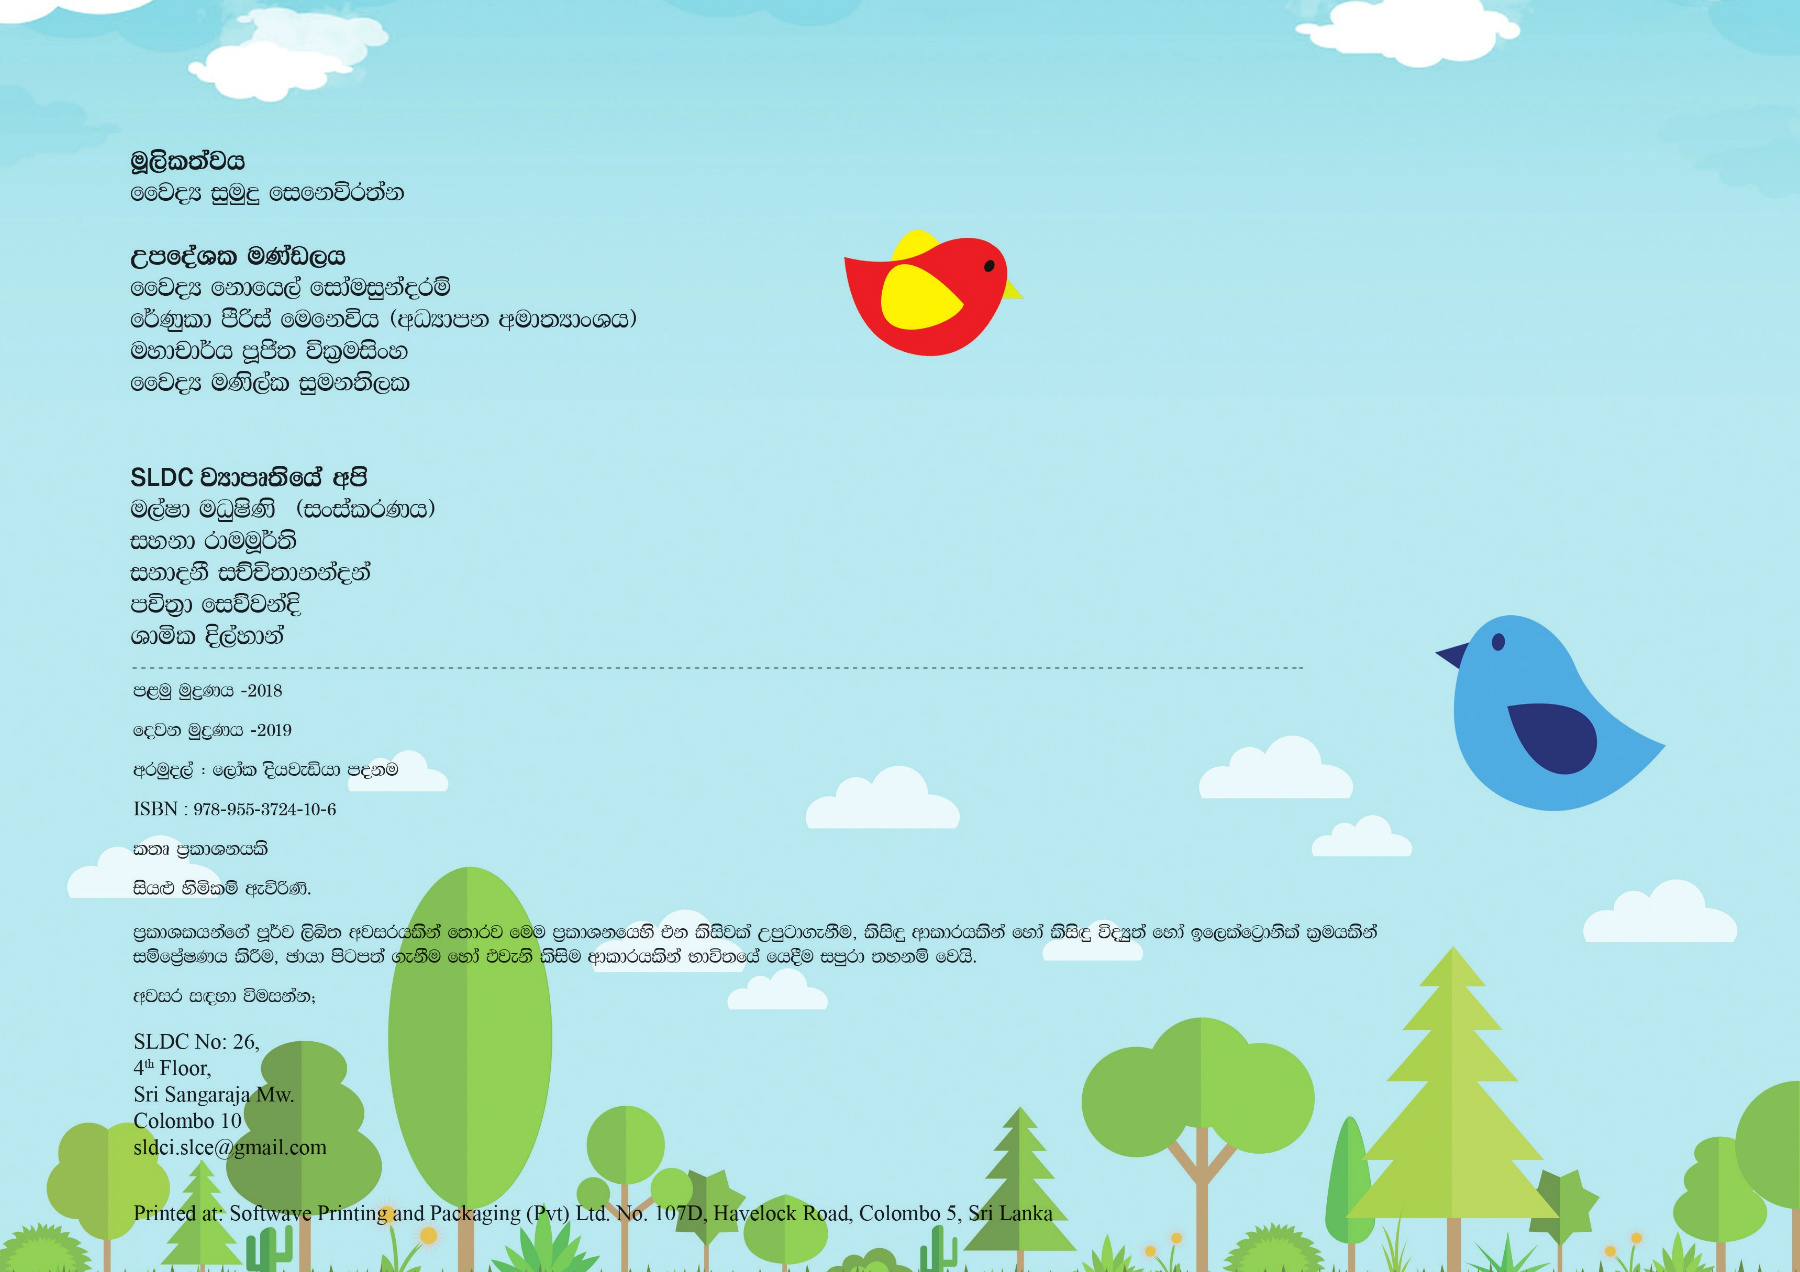 මූලිකත්වය
වෛද්‍ය සුමුදු සෙනෙවිරත්න
උපදේශක මණ්ඩලය
වෛද්‍ය නොයෙල් සෝමසුන්දරම්
රේණුකා පීරිස් මෙනෙවිය (අධ්‍යාපන අමාත්‍යාංශය)
මහාචාර්ය පූජිත වික්‍රමසිංහ
වෛද්‍ය මණිල්ක සුමනතිලක
SLDC ව්‍යාපෘතියේ අපි
මල්ෂා මධුෂිණි (සංස්කරණය)
සහනා රාමමූර්ති
සනාදනී සච්චිතානන්දන්
පවිත්‍රා සෙව්වන්දි
ශාමික දිල්හාන්
පළමු මුද්‍රණය -2018
දෙවන මුද්‍රණය -2019
අරමුදල් : ලෝක දියවැඩියා පදනම
ISBN : 978-955-3724-10-6
කතෘ ප්‍රකාශනයකි
සියළු හිමිකම් ඇවිරිණි.
ප්‍රකාශකයන්ගේ පූර්ව ලිඛිත අවසරයකින් තොරව මෙම ප්‍රකාශනයෙහි එන කිසිවක් උපුටාගැනීම, කිසිඳු ආකාරයකින් හෝ කිසිඳු විද්‍යුත් හෝ ඉලෙක්ට්‍රොනික් ක්‍රමයකින්
සම්ප්‍රේෂණය කිරීම, ඡායා පිටපත් ගැනීම හෝ එවැනි කිසිම ආකාරයකින් භාවිතයේ යෙදීම සපුරා තහනම් වෙයි.
අවසර සඳහා විමසන්න;
SLDC No: 26,
4th Floor,
Sri Sangaraja Mw.
Colombo 10
sldci.slce@gmail.com
Printed at: Softwave Printing and Packaging (Pvt) Ltd. No. 107D, Havelock Road, Colombo 5, Sri Lanka